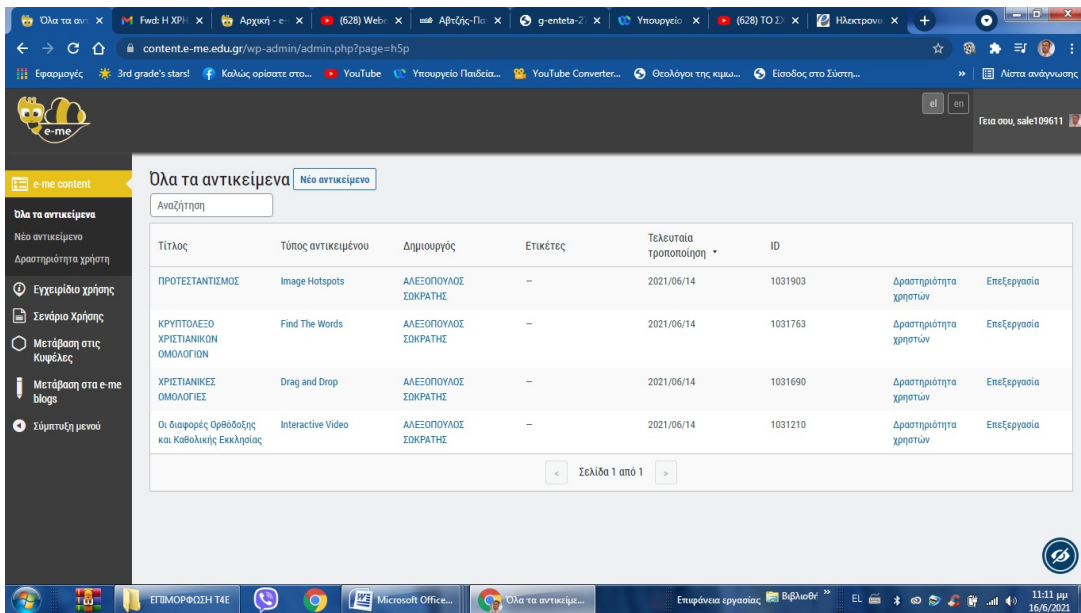 Όλα τα αντ
Fwd: Η ΧΡΗ
Αρχική - e-
(628) Webe
Αβτζής-Πα
g-enteta-2
Υπουργείο
(628) ΤΟ Σ
Ηλεκτρονι
content.e-me.edu.gr/wp-admin/admin.php?page=h5p
Εφαρμογές 3rd grade's stars! Καλώς ορίσατε στο... YouTube Υπουργείο Παιδεία... YouTube Converter... Θεολόγοι της κιμω... Είσοδος στο Σύστη... » Λίστα ανάγνωσης
e-me
el en
Γεια σου, sale109611
e-me content
Όλα τα αντικείμενα
Νέο αντικείμενο
Δραστηριότητα χρήστη
Εγχειρίδιο χρήσης
Σενάριο Χρήσης
Μετάβαση στις
Κυψέλες
Μετάβαση στα e-me
blogs
Σύμπτυξη μενού
Όλα τα αντικείμενα Νέο αντικείμενο
Αναζήτηση
Τίτλος Τύπος αντικειμένου Δημιουργός Ετικέτες Τελευταία τροποποίηση ID
ΠΡΟΤΕΣΤΑΝΤΙΣΜΟΣ Image Hotspots ΑΛΕΞΟΠΟΥΛΟΣ ΣΩΚΡΑΤΗΣ – 2021/06/14 1031903 Δραστηριότητα χρηστών Επεξεργασία
ΚΡΥΠΤΟΛΕΞΟ ΧΡΙΣΤΙΑΝΙΚΩΝ ΟΜΟΛΟΓΙΩΝ Find The Words ΑΛΕΞΟΠΟΥΛΟΣ ΣΩΚΡΑΤΗΣ – 2021/06/14 1031763 Δραστηριότητα χρηστών Επεξεργασία
ΧΡΙΣΤΙΑΝΙΚΕΣ ΟΜΟΛΟΓΙΕΣ Drag and Drop ΑΛΕΞΟΠΟΥΛΟΣ ΣΩΚΡΑΤΗΣ – 2021/06/14 1031690 Δραστηριότητα χρηστών Επεξεργασία
Οι διαφορές Ορθόδοξης και Καθολικής Εκκλησίας Interactive Video ΑΛΕΞΟΠΟΥΛΟΣ ΣΩΚΡΑΤΗΣ – 2021/06/14 1031210 Δραστηριότητα χρηστών Επεξεργασία
< Σελίδα 1 από 1 >
ΕΠΙΜΟΡΦΩΣΗ Τ4Ε Microsoft Office... Όλα τα αντικείμε... Επιφάνεια εργασίας Βιβλιοθή » EL 11:11 μμ
16/6/2021